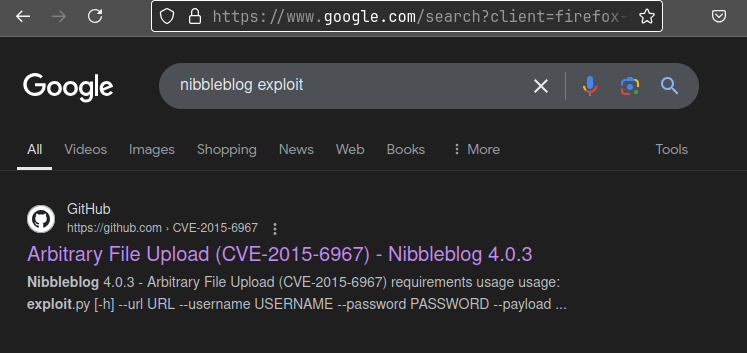 https://www.google.com/search?client=firefox-
Google
nibbleblog exploit
All Videos Images Shopping News Web Books More Tools
GitHub
https://github.com › CVE-2015-6967
Arbitrary File Upload (CVE-2015-6967) - Nibbleblog 4.0.3
Nibbleblog 4.0.3 - Arbitrary File Upload (CVE-2015-6967) requirements usage usage:
exploit.py [-h] --url URL --username USERNAME --password PASSWORD --payload ...